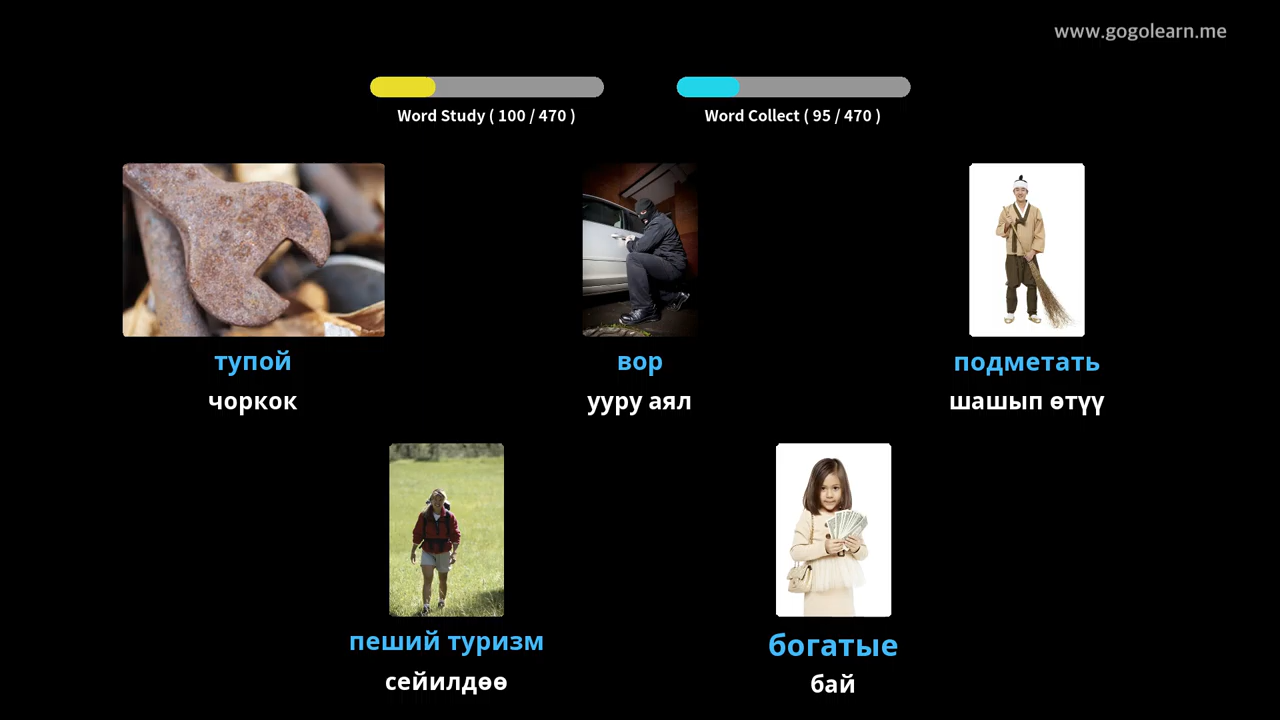 www.gogolearn.me
Word Study ( 100 / 470 )
Word Collect ( 95 / 470 )
тупой
чоркок
вор
ууру аял
подметать
шашып өтүү
пеший туризм
сейилдөө
богатые
бай